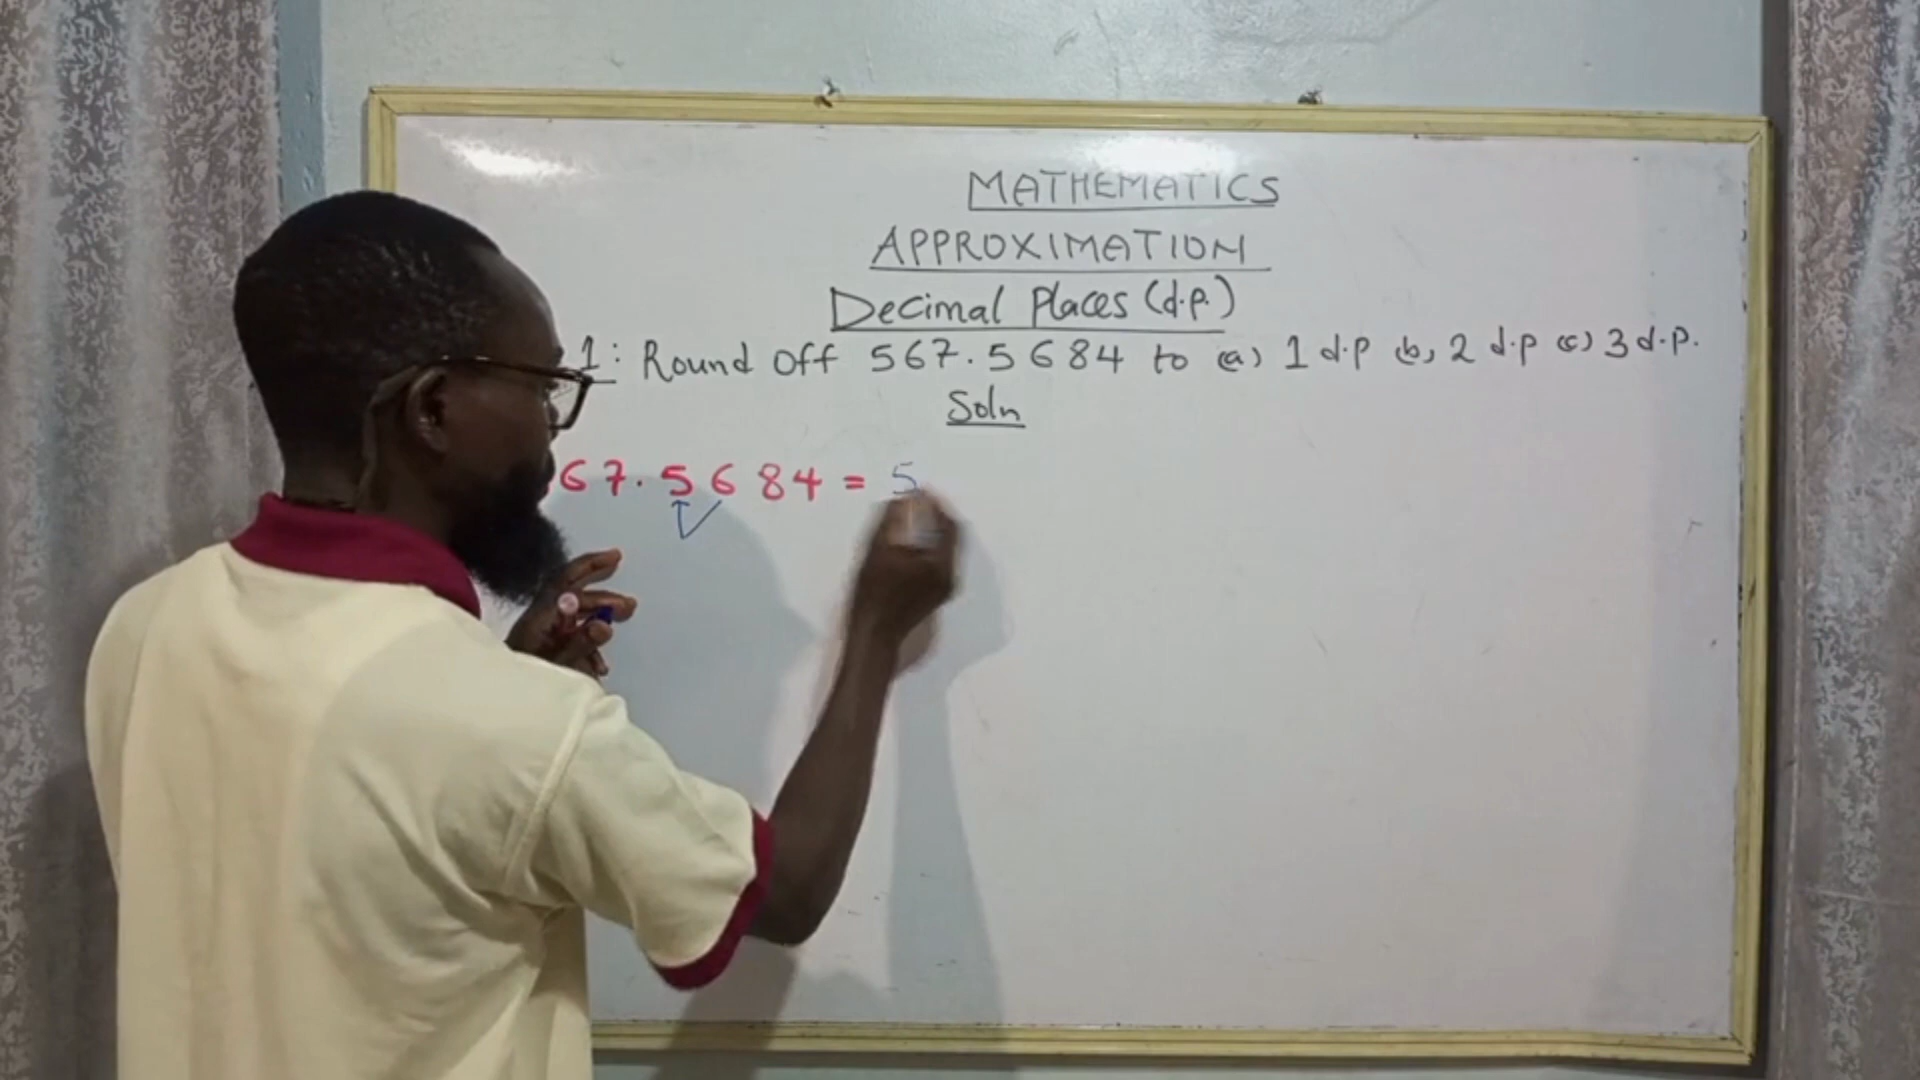 MATHEMATICS
APPROXIMATION
Decimal Places (d.p.)
1: Round off 567.5684 to (a) 1 d.p (b) 2 d.p (c) 3 d.p.
Soln
67.5684 = 5